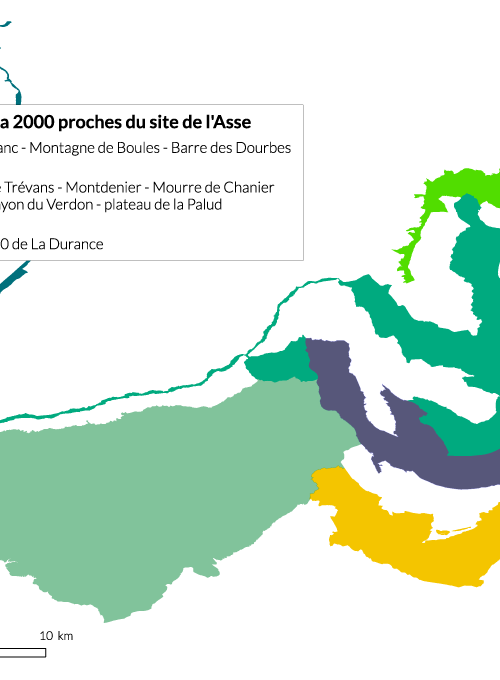 a 2000 proches du site de l'Asse
anc - Montagne de Boules - Barre des Dourbes
e Trévans - Montdenier - Mourre de Chanier
yon du Verdon - plateau de la Palud
0 de La Durance
10 km